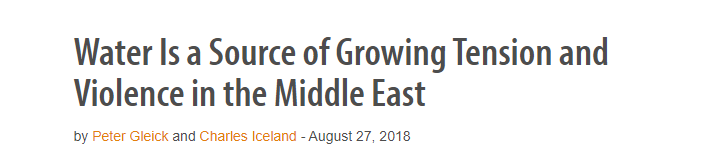 Water Is a Source of Growing Tension and
Violence in the Middle East
by Peter Gleick and Charles Iceland - August 27, 2018